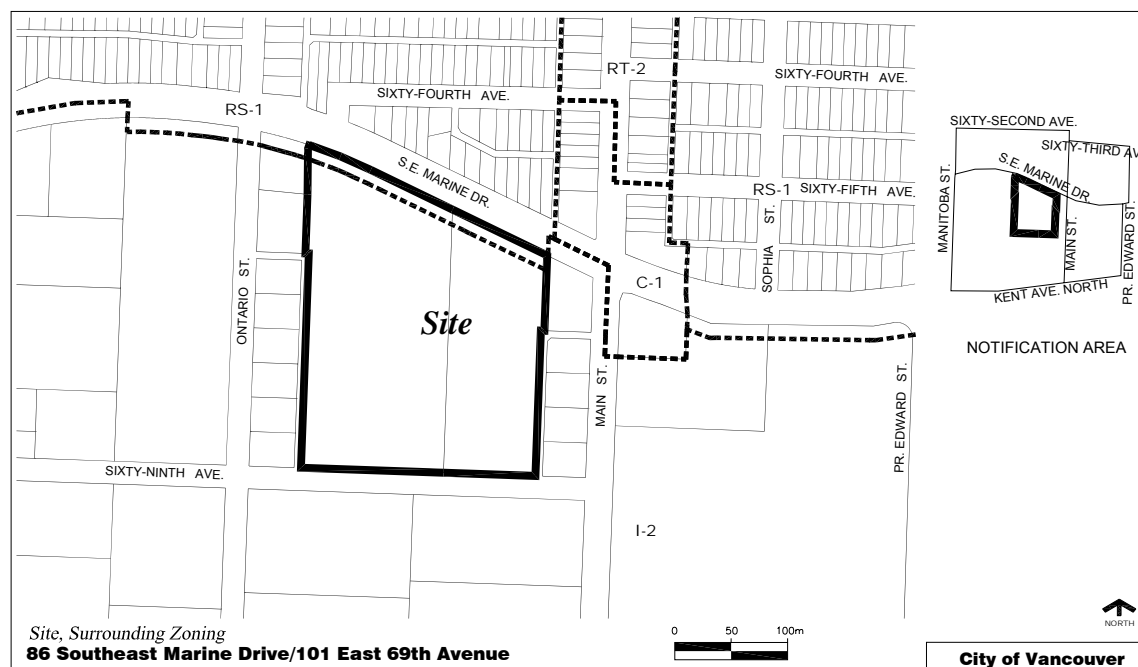 RT-2
SIXTY-FOURTH AVE.
SIXTY-FOURTH AVE.
RS-1
S.E. MARINE DR.
RS-1
SIXTY-FIFTH AVE.
SOPHIA ST.
C-1
ONTARIO ST.
Site
MAIN ST.
PR. EDWARD ST.
SIXTY-NINTH AVE.
I-2
SIXTY-SECOND AVE.
SIXTY-THIRD AV
S.E. MARINE DR.
MANITOBA ST.
MAIN ST.
PR. EDWARD ST.
KENT AVE. NORTH
NOTIFICATION AREA
NORTH
Site, Surrounding Zoning
86 Southeast Marine Drive/101 East 69th Avenue
0 50 100m
City of Vancouver